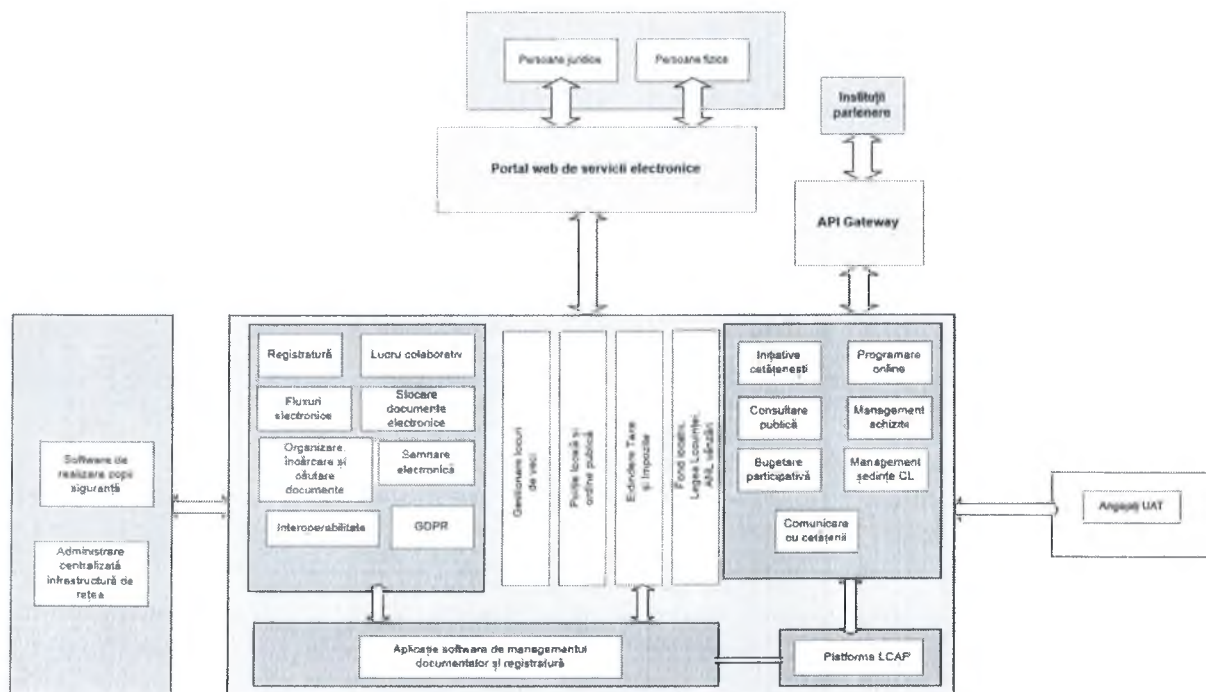 Persoane juridice
Persoane fizice
Instituții
partenere
Portal web de servicii electronice
API Gateway
Registratură
Lucru colaborativ
Fluxuri
electronice
Stocare
documente
electronice
Organizare,
încărcare și
căutare
documente
Semnare
electronică
Interoperabilitate
GDPR
Gestionare locuri
de veci
Poliție locală și
ordine publică
Extindere Taxe
și Impozite
Fond locativ,
Legea Locuinței,
ANL vânzări
Inițiative
cetățenești
Programare
online
Consultare
publică
Management
achiziții
Bugetare
participativă
Management
ședințe CL
Comunicare
cu cetățenii
Software de
realizare copii
siguranță
Administrare
centralizată
infrastructură de
rețea
Angajați UAT
Aplicație software de managementul
documentelor și registratură
Platforma LCAP